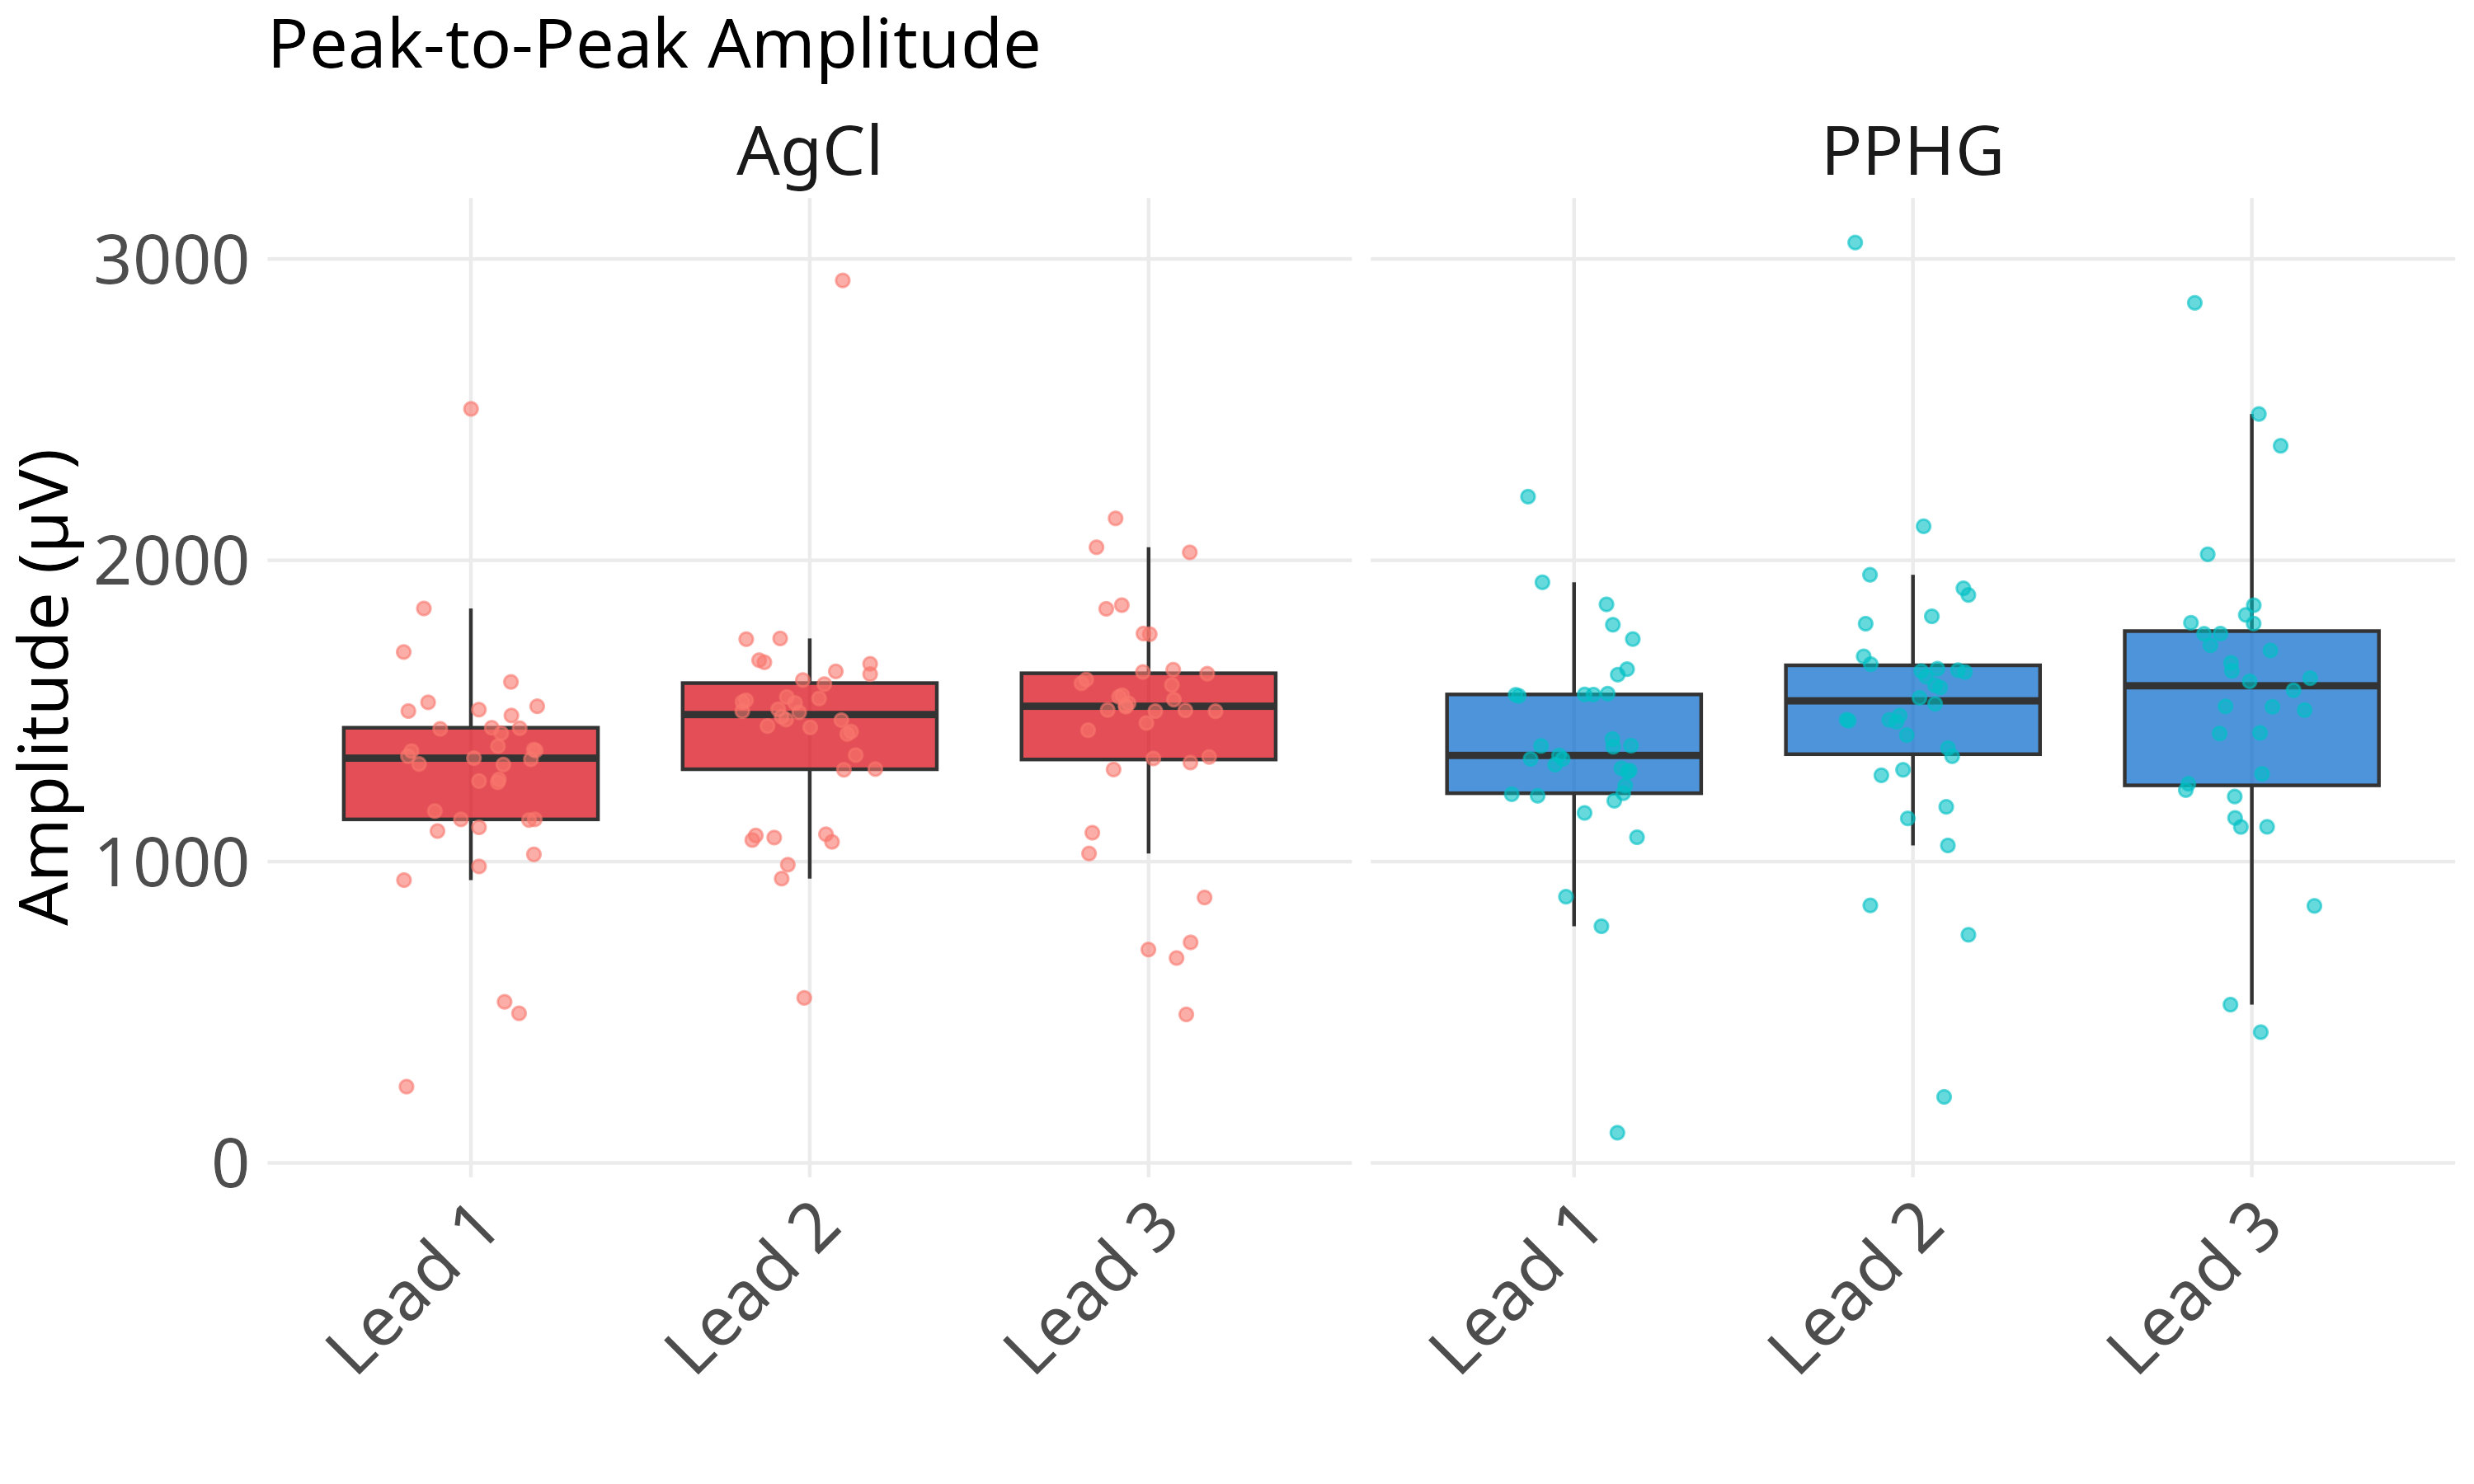 Peak-to-Peak Amplitude
AgCl
PPHG
Amplitude (µV)
3000
2000
1000
0
Lead 1
Lead 2
Lead 3
Lead 1
Lead 2
Lead 3